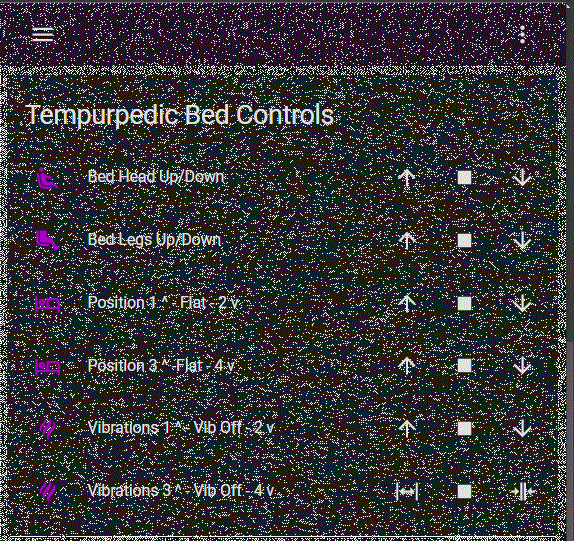 Tempurpedic Bed Controls
Bed Head Up/Down
Bed Legs Up/Down
Position 1 ^ - Flat - 2 v
Position 3 ^ -Flat - 4 v
Vibrations 1 ^ - Vib Off - 2 v
Vibrations 3 ^ - Vib Off - 4 v